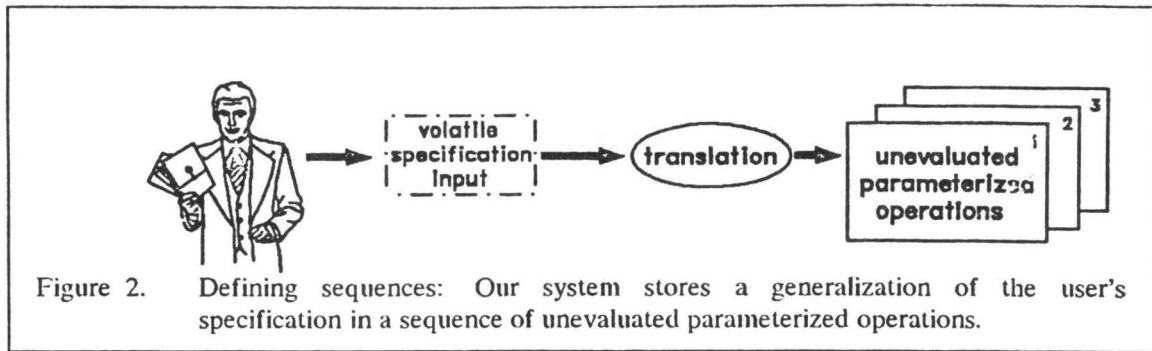 volatile
specification
input
translation
1
2
3
unevaluated
parameterized
operations
Figure 2. Defining sequences: Our system stores a generalization of the user's
specification in a sequence of unevaluated parameterized operations.